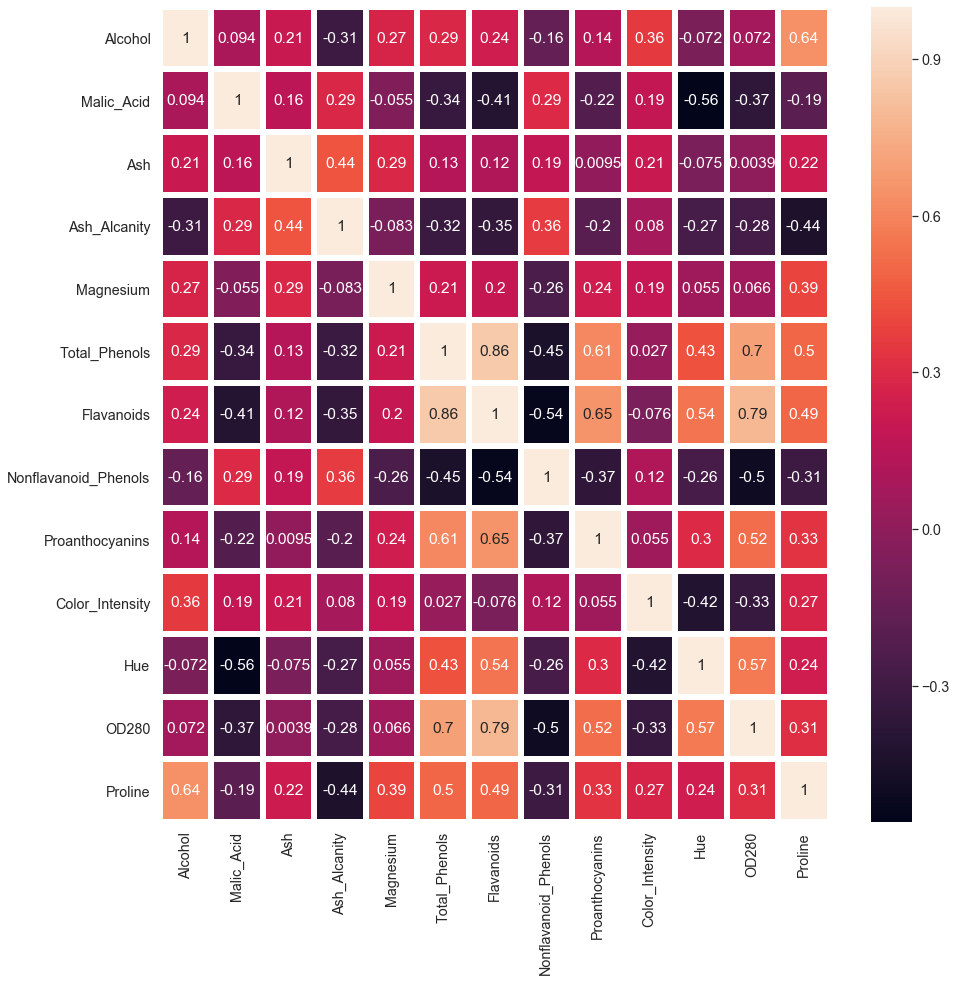 Alcohol 1 0.094 0.21 -0.31 0.27 0.29 0.24 -0.16 0.14 0.36 -0.072 0.072 0.64
Malic_Acid 0.094 1 0.16 0.29 -0.055 -0.34 -0.41 0.29 -0.22 0.19 -0.56 -0.37 -0.19
Ash 0.21 0.16 1 0.44 0.29 0.13 0.12 0.19 0.0095 0.21 -0.075 0.0039 0.22
Ash_Alcanity -0.31 0.29 0.44 1 -0.083 -0.32 -0.35 0.36 -0.2 0.08 -0.27 -0.28 -0.44
Magnesium 0.27 -0.055 0.29 -0.083 1 0.21 0.2 -0.26 0.24 0.19 0.055 0.066 0.39
Total_Phenols 0.29 -0.34 0.13 -0.32 0.21 1 0.86 -0.45 0.61 0.027 0.43 0.7 0.5
Flavanoids 0.24 -0.41 0.12 -0.35 0.2 0.86 1 -0.54 0.65 -0.076 0.54 0.79 0.49
Nonflavanoid_Phenols -0.16 0.29 0.19 0.36 -0.26 -0.45 -0.54 1 -0.37 0.12 -0.26 -0.5 -0.31
Proanthocyanins 0.14 -0.22 0.0095 -0.2 0.24 0.61 0.65 -0.37 1 0.055 0.3 0.52 0.33
Color_Intensity 0.36 0.19 0.21 0.08 0.19 0.027 -0.076 0.12 0.055 1 -0.42 -0.33 0.27
Hue -0.072 -0.56 -0.075 -0.27 0.055 0.43 0.54 -0.26 0.3 -0.42 1 0.57 0.24
OD280 0.072 -0.37 0.0039 -0.28 0.066 0.7 0.79 -0.5 0.52 -0.33 0.57 1 0.31
Proline 0.64 -0.19 0.22 -0.44 0.39 0.5 0.49 -0.31 0.33 0.27 0.24 0.31 1
Alcohol
Malic_Acid
Ash
Ash_Alcanity
Magnesium
Total_Phenols
Flavanoids
Nonflavanoid_Phenols
Proanthocyanins
Color_Intensity
Hue
OD280
Proline
0.9
0.6
0.3
0.0
−0.3